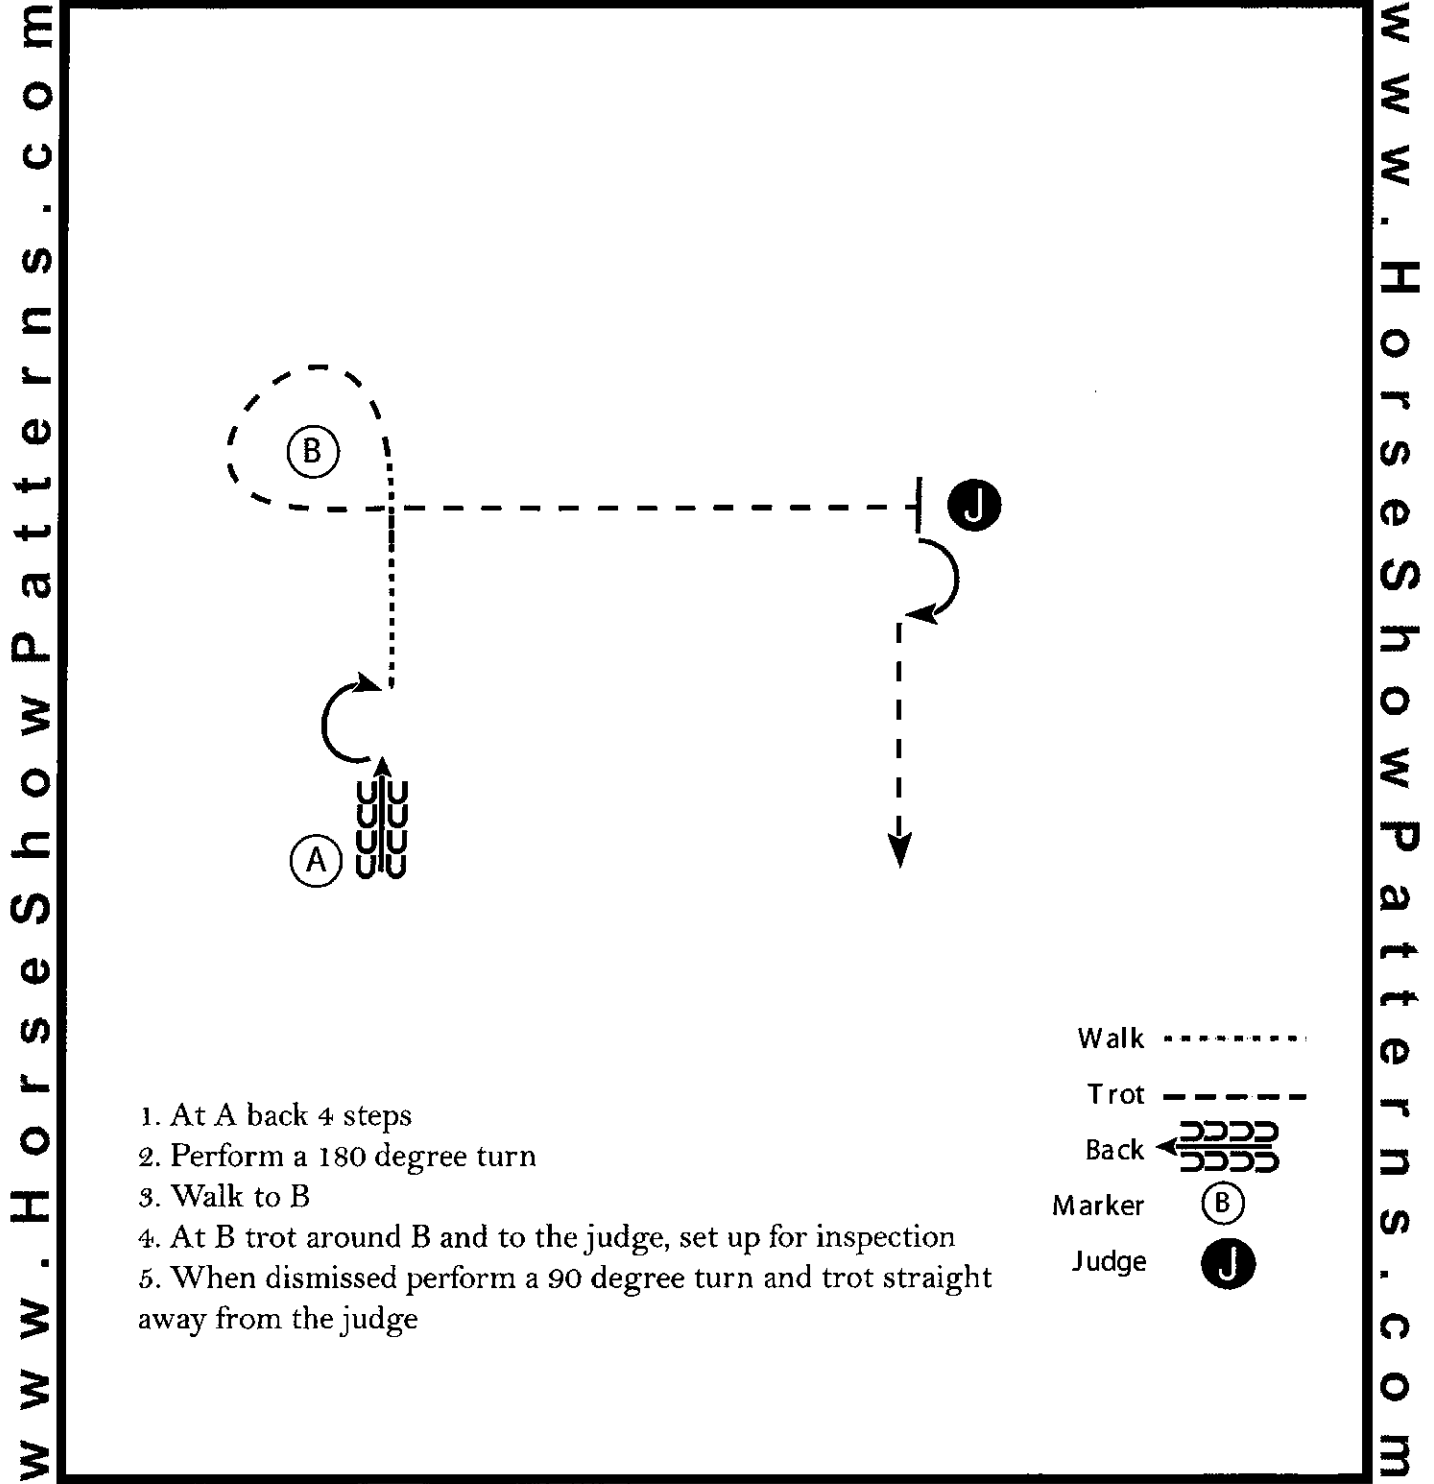 www.HorseShowPatterns.com
www.HorseShowPatterns.com
B
J
A
Walk
Trot
Back
Marker B
Judge J
1. At A back 4 steps
2. Perform a 180 degree turn
3. Walk to B
4. At B trot around B and to the judge, set up for inspection
5. When dismissed perform a 90 degree turn and trot straight
away from the judge